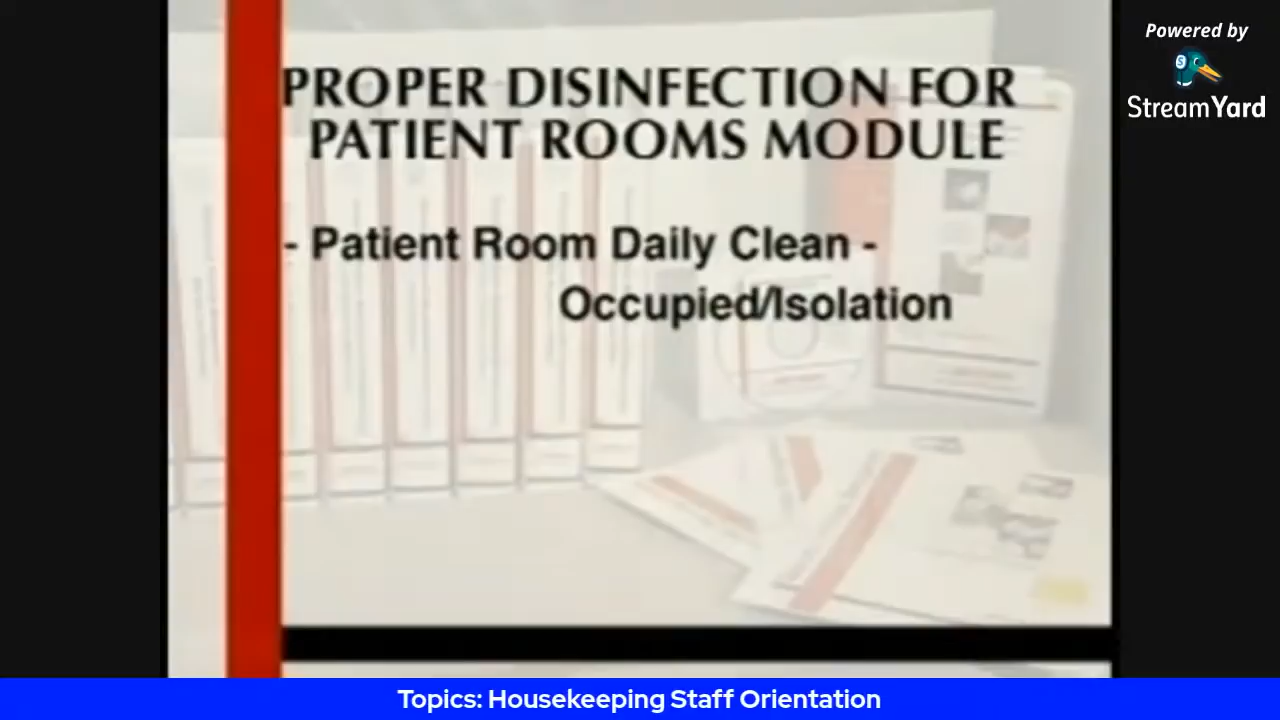 PROPER DISINFECTION FOR
PATIENT ROOMS MODULE
- Patient Room Daily Clean -
Occupied/Isolation
Powered by
StreamYard
Topics: Housekeeping Staff Orientation